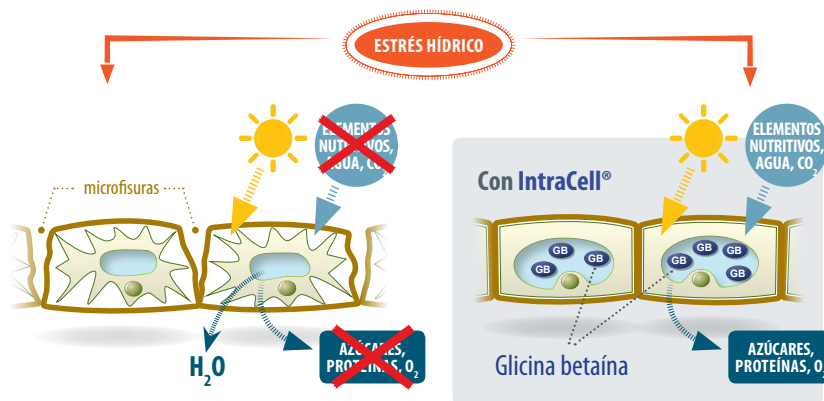 ESTRÉS HÍDRICO
ELEMENTOS
NUTRITIVOS,
AGUA, CO₂
microfisuras
H₂O
AZÚCARES,
PROTEÍNAS, O₂
Con IntraCell®
ELEMENTOS
NUTRITIVOS,
AGUA, CO₂
GB
GB
GB
GB
GB
GB
GB
Glicina betaína
AZÚCARES,
PROTEÍNAS, O₂